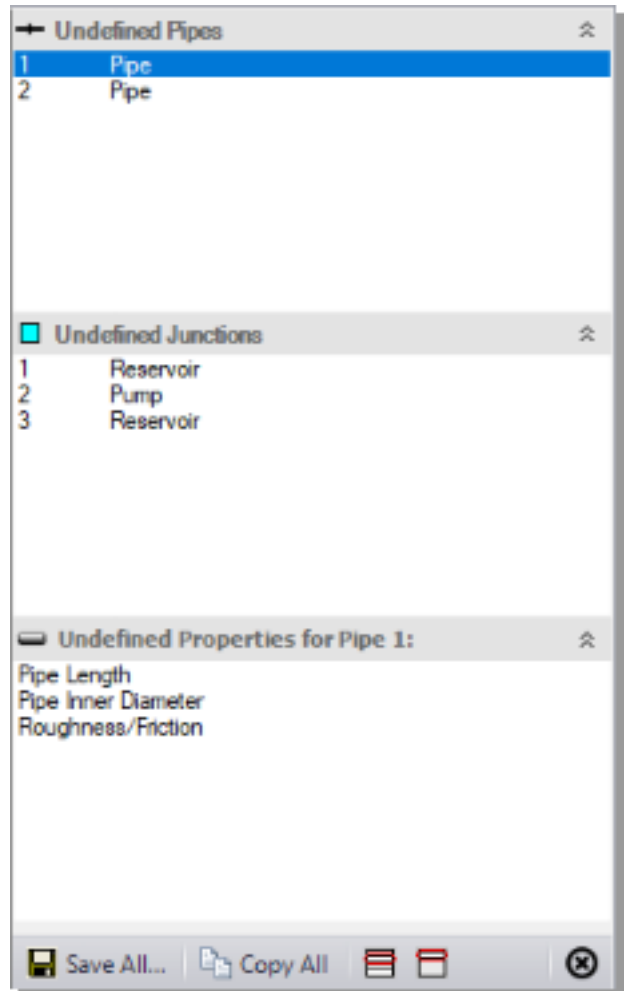 Undefined Pipes
1 Pipe
2 Pipe
Undefined Junctions
1 Reservoir
2 Pump
3 Reservoir
Undefined Properties for Pipe 1:
Pipe Length
Pipe Inner Diameter
Roughness/Friction
Save All... Copy All